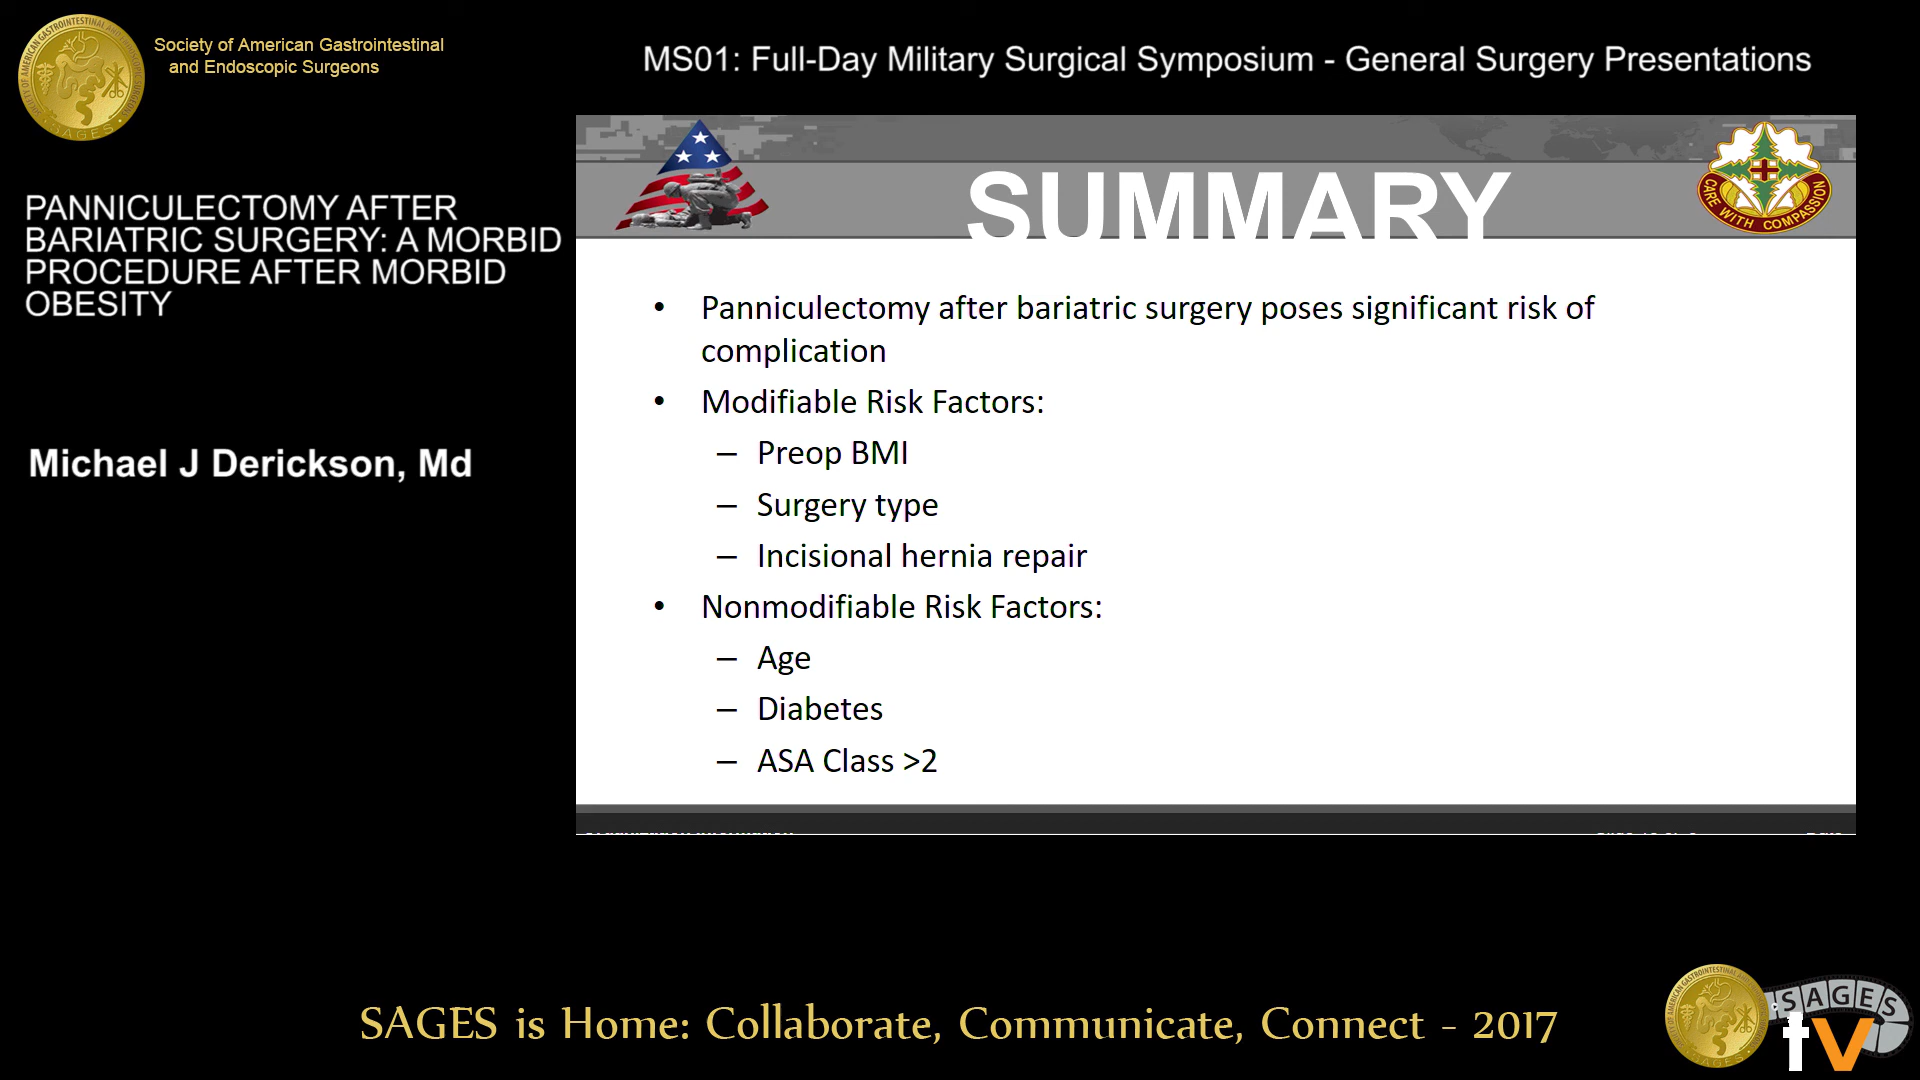 Society of American Gastrointestinal
and Endoscopic Surgeons
MS01: Full-Day Military Surgical Symposium - General Surgery Presentations
PANNICULECTOMY AFTER
BARIATRIC SURGERY: A MORBID
PROCEDURE AFTER MORBID
OBESITY
Michael J Derickson, Md
SUMMARY
CARE WITH COMPASSION
• Panniculectomy after bariatric surgery poses significant risk of
complication
• Modifiable Risk Factors:
– Preop BMI
– Surgery type
– Incisional hernia repair
• Nonmodifiable Risk Factors:
– Age
– Diabetes
– ASA Class >2
SAGES is Home: Collaborate, Communicate, Connect - 2017
SAGES
tv